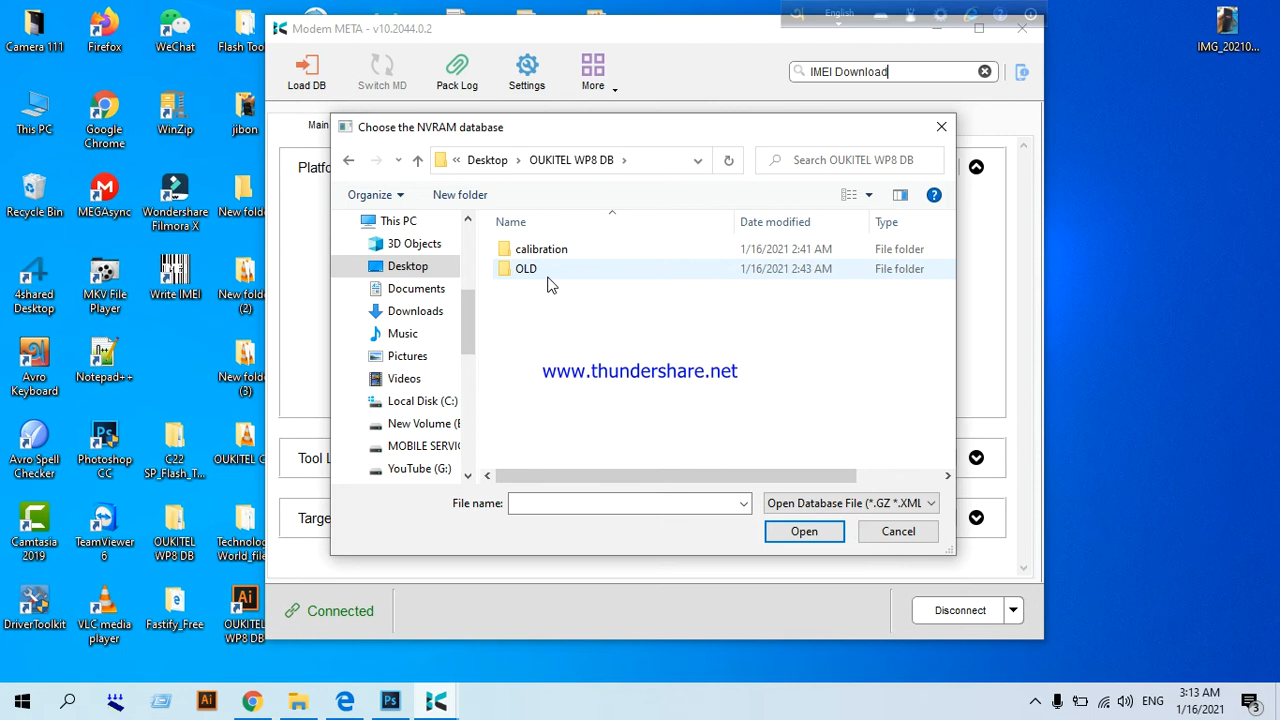 Camera 111
Firefox
WeChat
Flash Too
This PC
Google
Chrome
WinZip
jibon
Recycle Bin
MEGAsync
Wondershare
Filmora X
New folder
4shared
Desktop
MKV File
Player
Write IMEI
New folder
(2)
Avro
Keyboard
Notepad++
New folder
(3)
Avro Spell
Checker
Photoshop
CC
C22
SP_Flash_T...
OUKITEL C
Camtasia
2019
TeamViewer
6
OUKITEL
WP8 DB
Technolog
World_file
DriverToolkit
VLC media
player
Fastify_Free
OUKITEL
WP8 DB
IMG_20210...
English
Modem META - v10.2044.0.2
Load DB
Switch MD
Pack Log
Settings
More
IMEI Download
Main
Platfo
Tool L
Targe
Choose the NVRAM database
« Desktop › OUKITEL WP8 DB ›
Search OUKITEL WP8 DB
Organize
New folder
This PC
3D Objects
Desktop
Documents
Downloads
Music
Pictures
Videos
Local Disk (C:)
New Volume (E
MOBILE SERVIC
YouTube (G:)
Name
Date modified
Type
calibration
1/16/2021 2:41 AM
File folder
OLD
1/16/2021 2:43 AM
File folder
www.thundershare.net
File name:
Open Database File (*.GZ *.XML
Open
Cancel
Connected
Disconnect
ENG
3:13 AM
1/16/2021
3